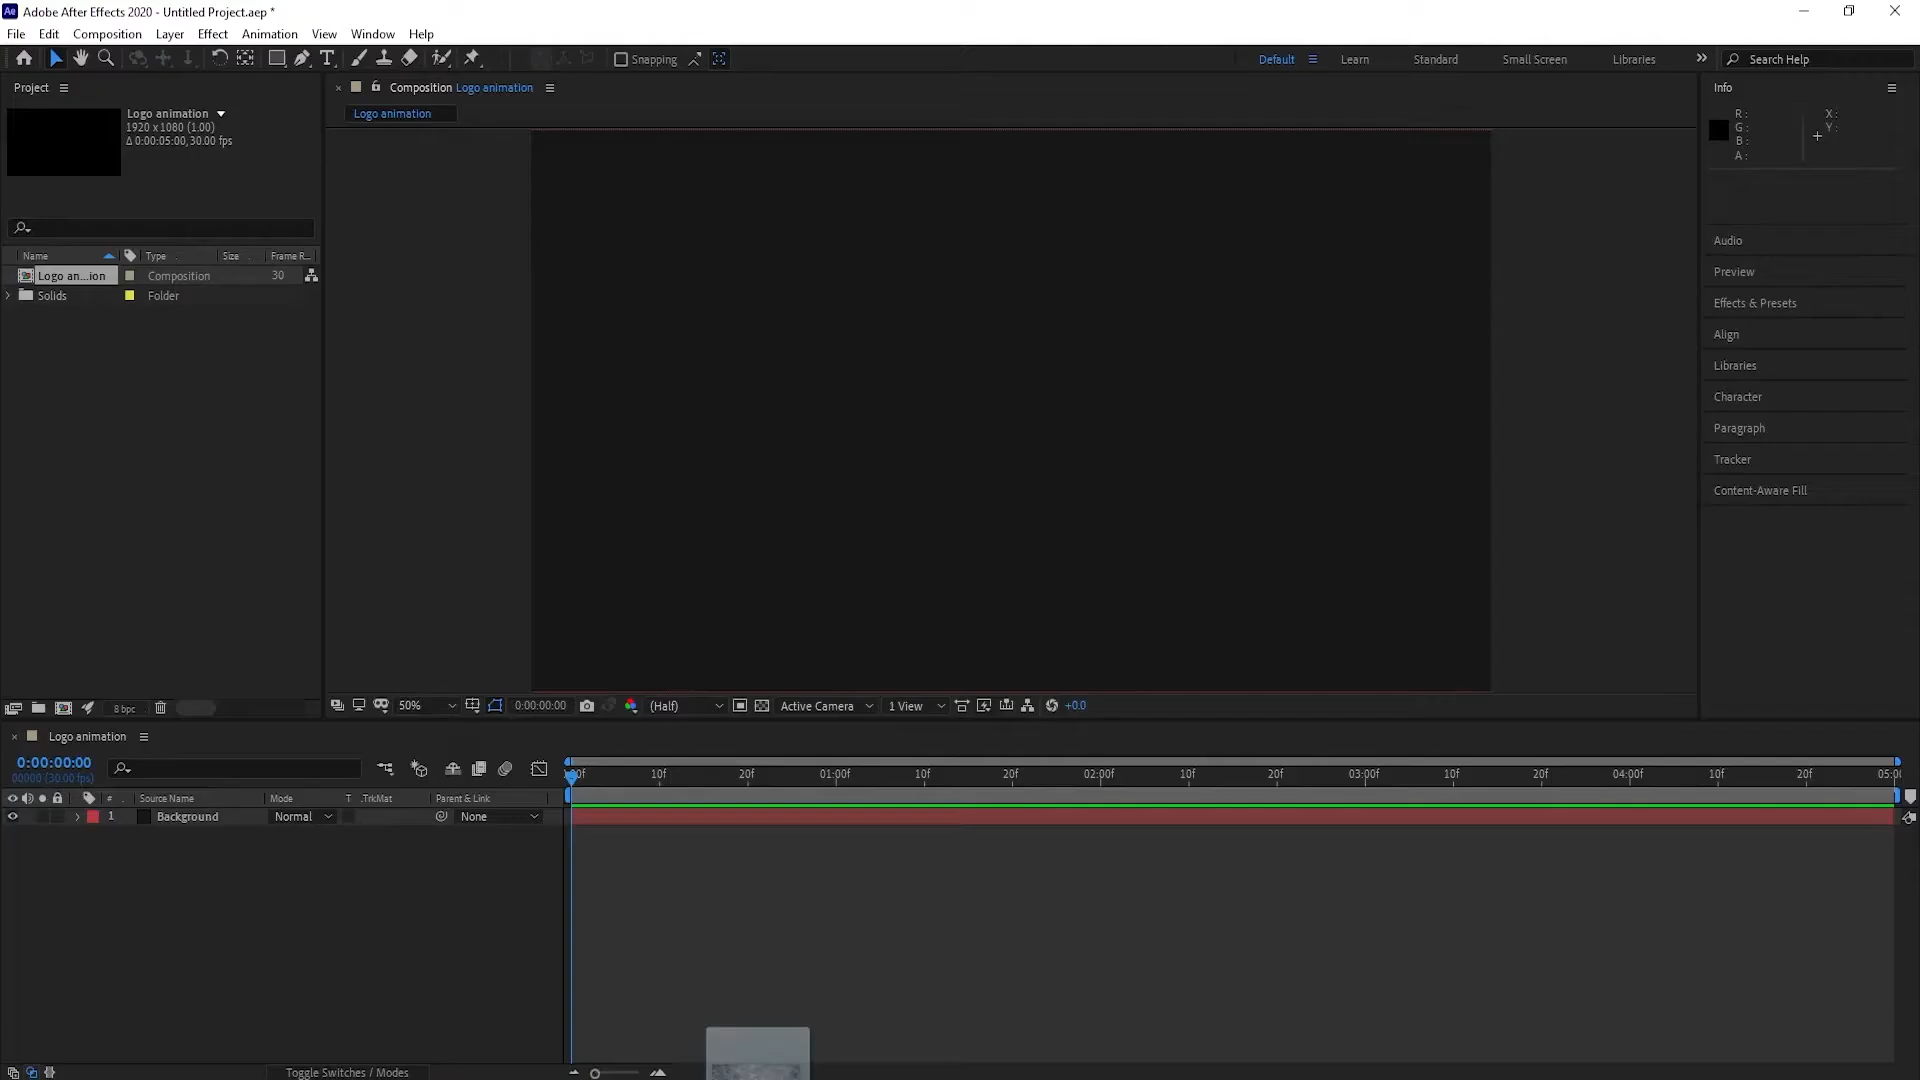 Ae Adobe After Effects 2020 - Untitled Project.aep *
File Edit Composition Layer Effect Animation View Window Help
Snapping Default Learn Standard Small Screen Libraries Search Help
Project
Composition Logo animation
Info
Logo animation
Logo animation
1920 x 1080 (1.00)
Δ 0:00:05:00, 30.00 fps
R :
G :
B :
A :
X :
Y :
Audio
Preview
Effects & Presets
Align
Libraries
Character
Paragraph
Tracker
Content-Aware Fill
Name Type Size Frame R...
Logo an...ion Composition 30
Solids Folder
8 bpc
50% 0:00:00:00 (Half) Active Camera 1 View +0.0
Logo animation
0:00:00:00
00000 (30.00 fps)
10f 20f 01:00f 10f 20f 02:00f 10f 20f 03:00f 10f 20f 04:00f 10f 20f
# Source Name Mode T .TrkMat Parent & Link
1 Background Normal None
Toggle Switches / Modes